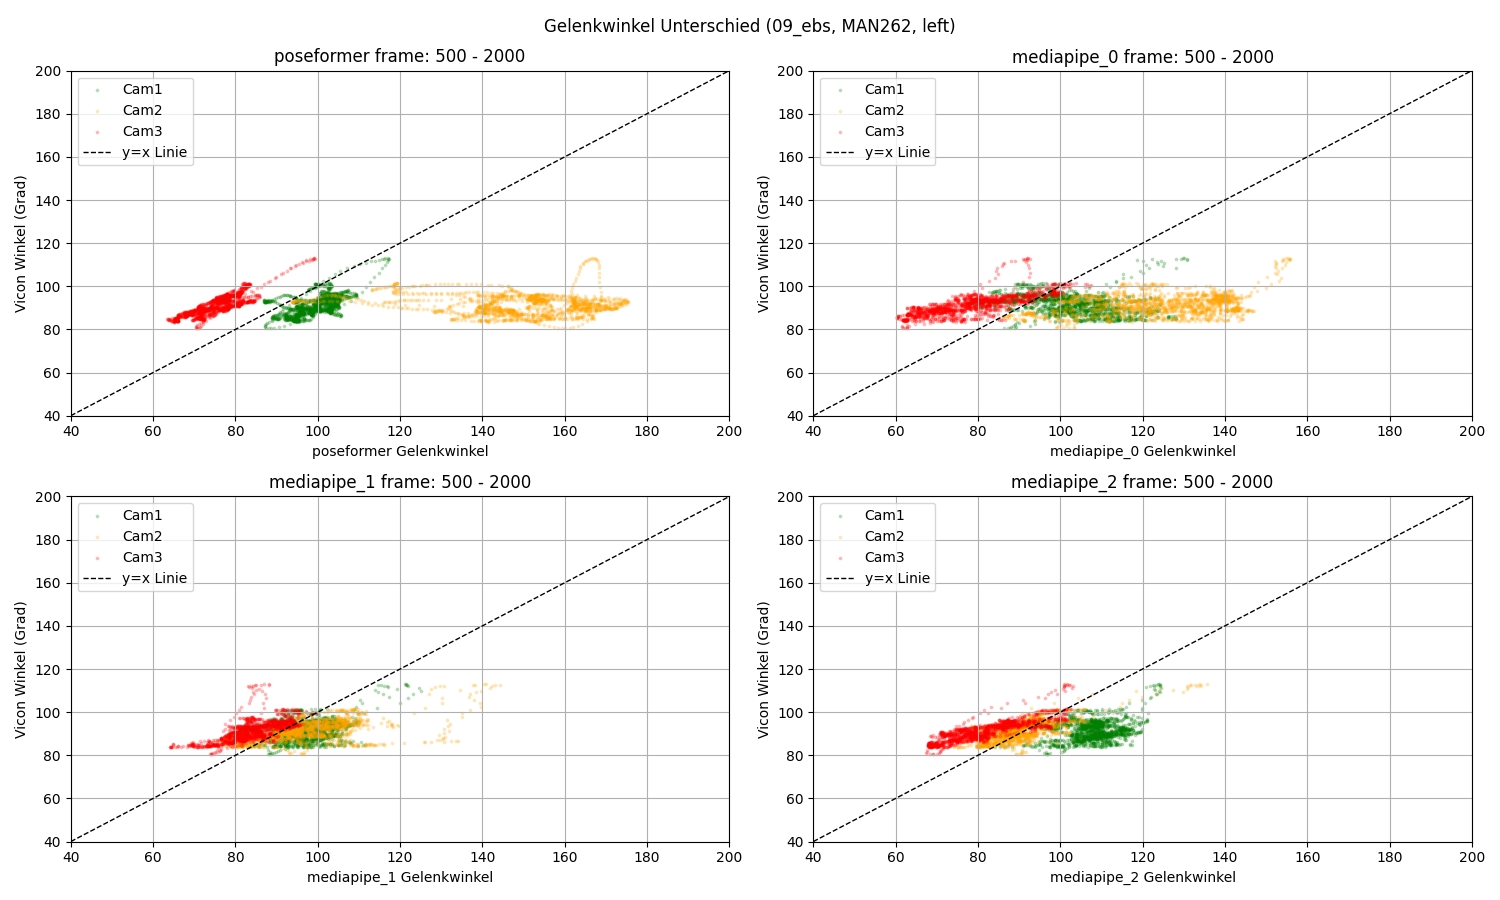 Gelenkwinkel Unterschied (09_ebs, MAN262, left)
poseformer frame: 500 - 2000
200
180
160
140
120
100
80
60
40
Vicon Winkel (Grad)
Cam1
Cam2
Cam3
y=x Linie
40 60 80 100 120 140 160 180 200
poseformer Gelenkwinkel
mediapipe_0 frame: 500 - 2000
200
180
160
140
120
100
80
60
40
Vicon Winkel (Grad)
Cam1
Cam2
Cam3
y=x Linie
40 60 80 100 120 140 160 180 200
mediapipe_0 Gelenkwinkel
mediapipe_1 frame: 500 - 2000
200
180
160
140
120
100
80
60
40
Vicon Winkel (Grad)
Cam1
Cam2
Cam3
y=x Linie
40 60 80 100 120 140 160 180 200
mediapipe_1 Gelenkwinkel
mediapipe_2 frame: 500 - 2000
200
180
160
140
120
100
80
60
40
Vicon Winkel (Grad)
Cam1
Cam2
Cam3
y=x Linie
40 60 80 100 120 140 160 180 200
mediapipe_2 Gelenkwinkel